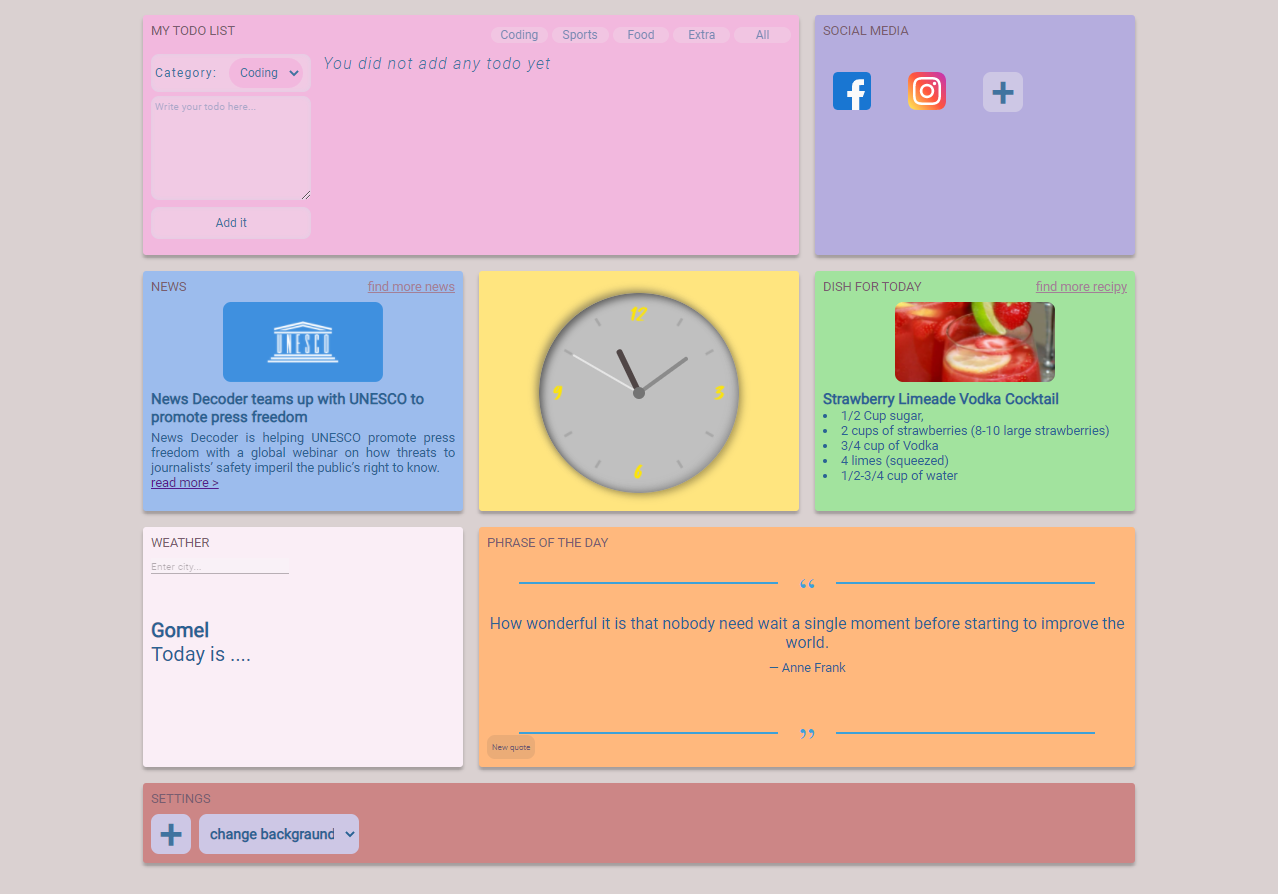 MY TODO LIST
Coding Sports Food Extra All
Category: Coding
You did not add any todo yet
Write your todo here...
Add it
SOCIAL MEDIA
NEWS
find more news
UNESCO
News Decoder teams up with UNESCO to
promote press freedom
News Decoder is helping UNESCO promote press
freedom with a global webinar on how threats to
journalists’ safety imperil the public’s right to know.
read more >
12
3
6
9
DISH FOR TODAY
find more recipy
Strawberry Limeade Vodka Cocktail
1/2 Cup sugar,
2 cups of strawberries (8-10 large strawberries)
3/4 cup of Vodka
4 limes (squeezed)
1/2-3/4 cup of water
WEATHER
Enter city...
Gomel
Today is ....
PHRASE OF THE DAY
“
How wonderful it is that nobody need wait a single moment before starting to improve the
world.
— Anne Frank
”
New quote
SETTINGS
change backgraund